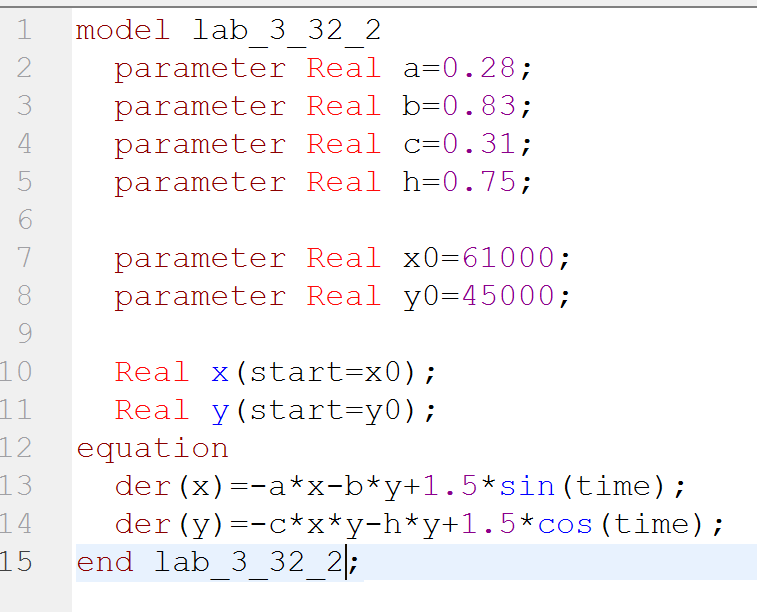 1 model lab_3_32_2
2 parameter Real a=0.28;
3 parameter Real b=0.83;
4 parameter Real c=0.31;
5 parameter Real h=0.75;
6
7 parameter Real x0=61000;
8 parameter Real y0=45000;
9
10 Real x(start=x0);
11 Real y(start=y0);
12 equation
13 der(x)=-a*x-b*y+1.5*sin(time);
14 der(y)=-c*x*y-h*y+1.5*cos(time);
15 end lab_3_32_2;